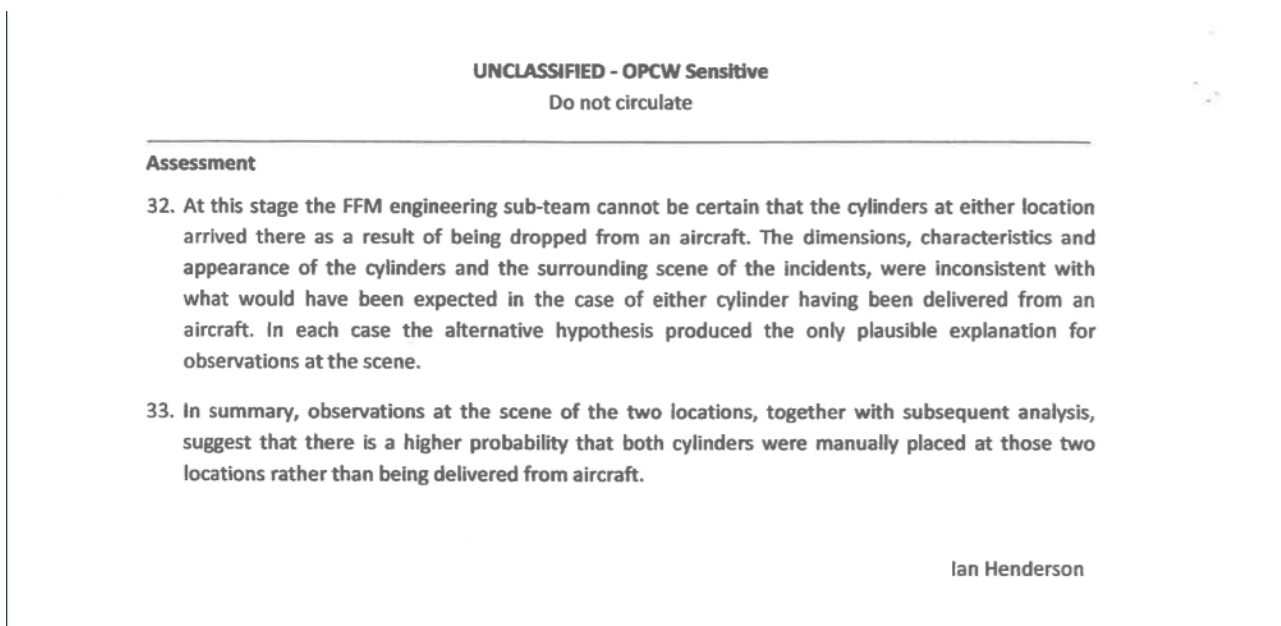 UNCLASSIFIED - OPCW Sensitive
Do not circulate
Assessment
32. At this stage the FFM engineering sub-team cannot be certain that the cylinders at either location
arrived there as a result of being dropped from an aircraft. The dimensions, characteristics and
appearance of the cylinders and the surrounding scene of the incidents, were inconsistent with
what would have been expected in the case of either cylinder having been delivered from an
aircraft. In each case the alternative hypothesis produced the only plausible explanation for
observations at the scene.
33. In summary, observations at the scene of the two locations, together with subsequent analysis,
suggest that there is a higher probability that both cylinders were manually placed at those two
locations rather than being delivered from aircraft.
Ian Henderson